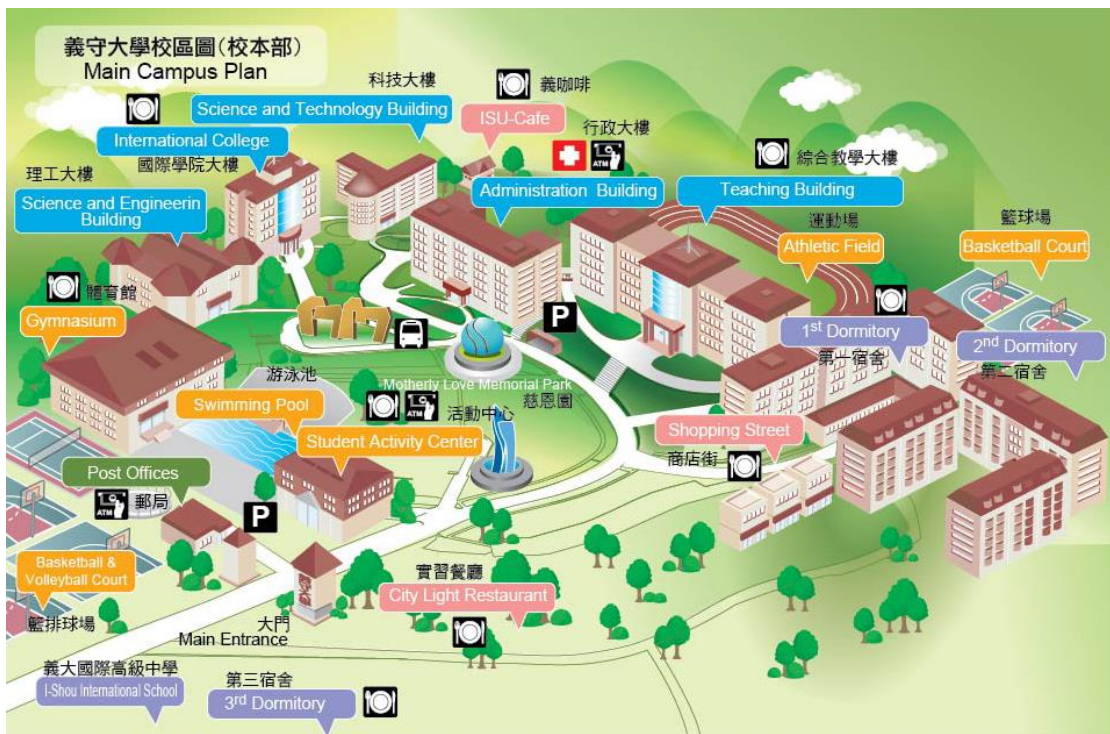 義守大學校區圖(校本部)
Main Campus Plan
科技大樓
Science and Technology Building
義咖啡
ISU-Cafe
International College
國際學院大樓
行政大樓
ATM
Administration Building
綜合教學大樓
Teaching Building
理工大樓
Science and Engineerin
Building
運動場
Athletic Field
籃球場
Basketball Court
體育館
Gymnasium
P
1st Dormitory
第一宿舍
2nd Dormitory
第二宿舍
Motherly Love Memorial Park
慈恩園
游泳池
Swimming Pool
ATM
活動中心
Student Activity Center
Shopping Street
商店街
Post Offices
ATM
郵局
P
Basketball &
Volleyball Court
籃排球場
大門
Main Entrance
實習餐廳
City Light Restaurant
義大國際高級中學
I-Shou International School
第三宿舍
3rd Dormitory